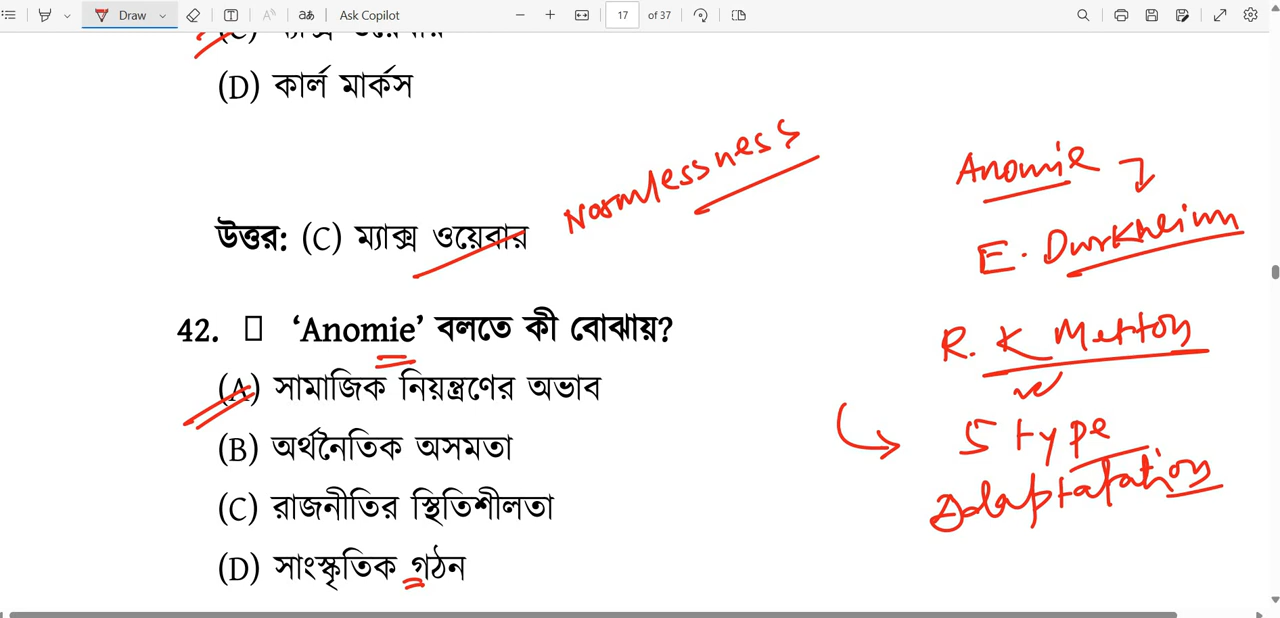 Draw
Ask Copilot
17 of 37
(D) কার্ল মার্কস
Normlessness
Anomie
উত্তর: (C) ম্যাক্স ওয়েবার
E. Durkheim
42. ‘Anomie’ বলতে কী বোঝায়?
R. K Merton
(A) সামাজিক নিয়ন্ত্রণের অভাব
5 type
(B) অর্থনৈতিক অসমতা
Adaptatation
(C) রাজনীতির স্থিতিশীলতা
(D) সাংস্কৃতিক গঠন